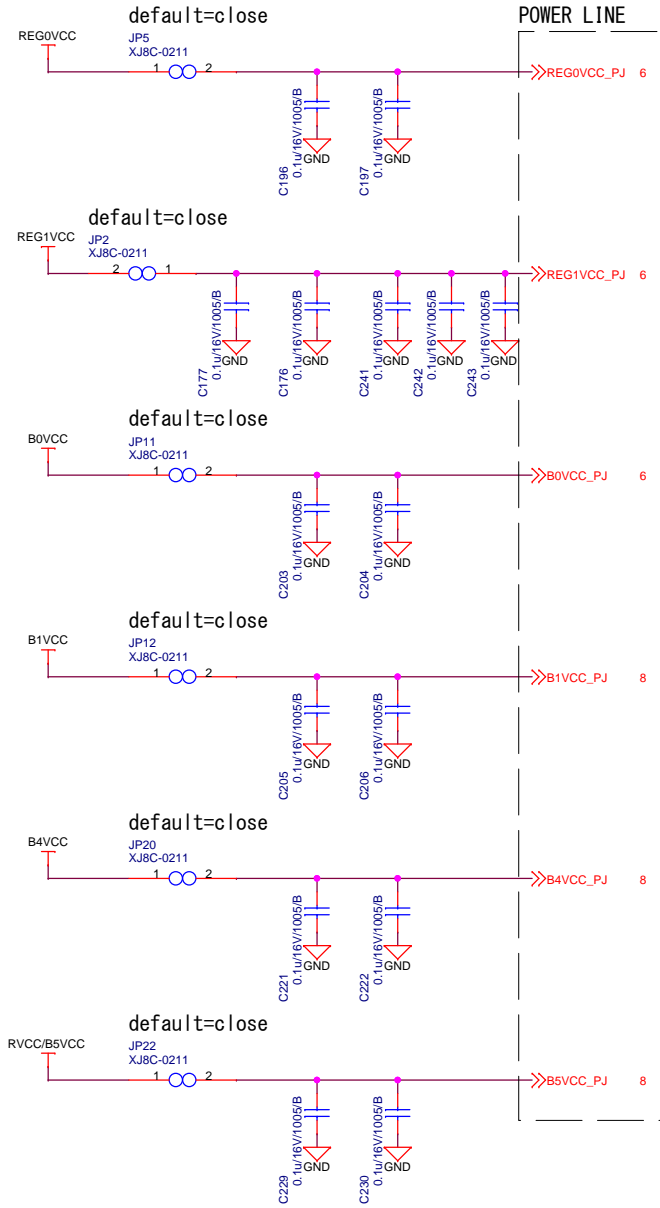 default=close
POWER LINE
REG0VCC
JP5
XJ8C-0211
1 2
REG0VCC_PJ 6
C196
0.1u/16V/1005/B
GND
C197
0.1u/16V/1005/B
GND
default=close
REG1VCC
JP2
XJ8C-0211
2 1
REG1VCC_PJ 6
C177
0.1u/16V/1005/B
GND
C176
0.1u/16V/1005/B
GND
C241
0.1u/16V/1005/B
GND
C242
0.1u/16V/1005/B
GND
C243
0.1u/16V/1005/B
GND
default=close
B0VCC
JP11
XJ8C-0211
1 2
B0VCC_PJ 6
C203
0.1u/16V/1005/B
GND
C204
0.1u/16V/1005/B
GND
default=close
B1VCC
JP12
XJ8C-0211
1 2
B1VCC_PJ 8
C205
0.1u/16V/1005/B
GND
C206
0.1u/16V/1005/B
GND
default=close
B4VCC
JP20
XJ8C-0211
1 2
B4VCC_PJ 8
C221
0.1u/16V/1005/B
GND
C222
0.1u/16V/1005/B
GND
default=close
RVCC/B5VCC
JP22
XJ8C-0211
1 2
B5VCC_PJ 8
C229
0.1u/16V/1005/B
GND
C230
0.1u/16V/1005/B
GND